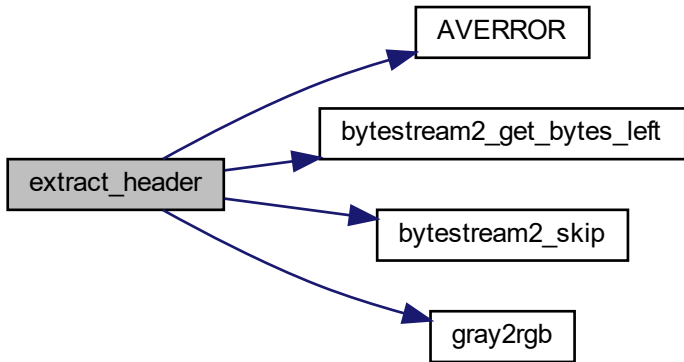 AVERROR
bytestream2_get_bytes_left
extract_header
bytestream2_skip
gray2rgb